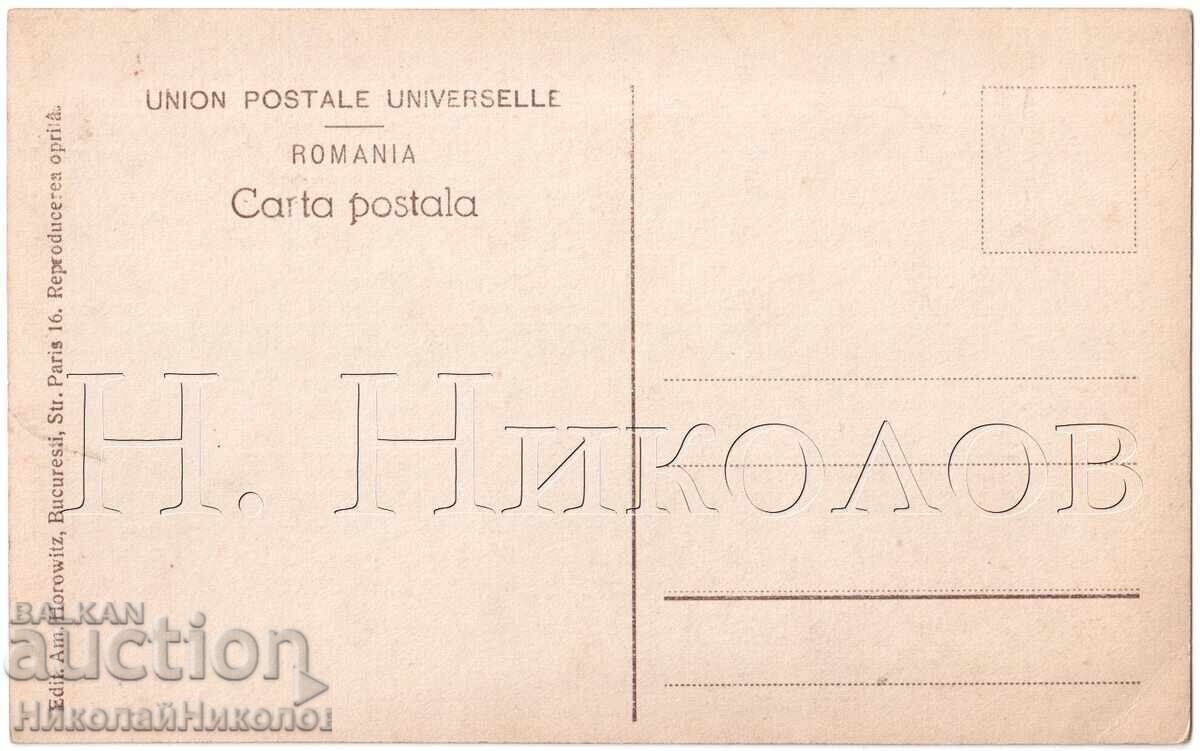 UNION POSTALE UNIVERSELLE
ROMANIA
Carta postala
Edit. Am. Horowitz, Bucuresti, Str. Paris 16. Reproducerea oprită.
Н. Николов
BALKAN
auction
НиколайНиколов